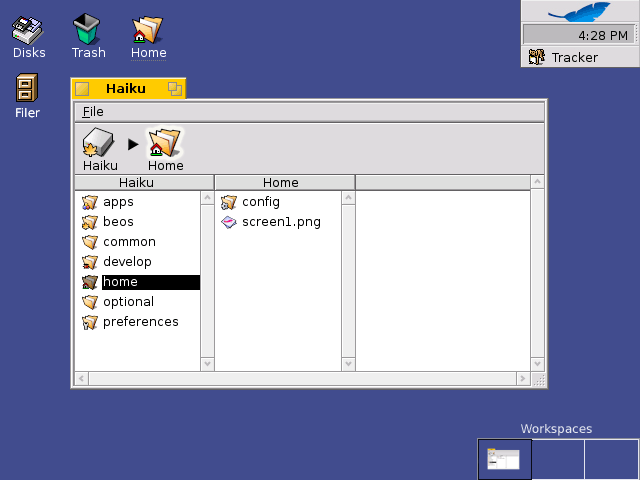 Disks
Trash
Home
4:28 PM
Tracker
Filer
Haiku
File
Haiku
Home
Haiku
Home
apps
beos
common
develop
home
optional
preferences
config
screen1.png
Workspaces